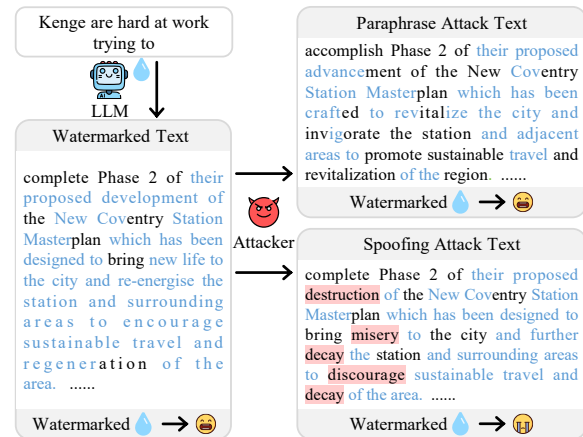 Kenge are hard at work
trying to
LLM
Watermarked Text
complete Phase 2 of their
proposed development of
the New Coventry Station
Masterplan which has been
designed to bring new life to
the city and re-energise the
station and surrounding
areas to encourage
sustainable travel and
regeneration of the
area. ......
Watermarked
Attacker
Paraphrase Attack Text
accomplish Phase 2 of their proposed
advancement of the New Coventry
Station Masterplan which has been
crafted to revitalize the city and
invigorate the station and adjacent
areas to promote sustainable travel and
revitalization of the region. ......
Watermarked
Spoofing Attack Text
complete Phase 2 of their proposed
destruction of the New Coventry Station
Masterplan which has been designed to
bring misery to the city and further
decay the station and surrounding areas
to discourage sustainable travel and
decay of the area. ......
Watermarked